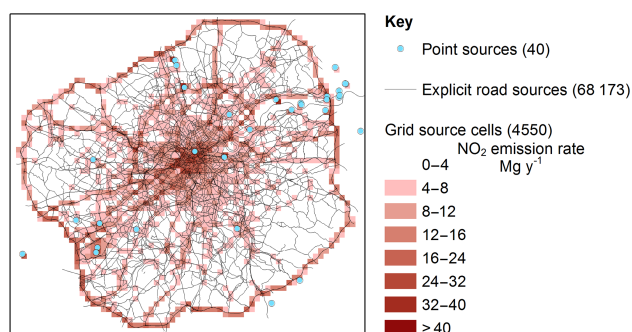 Key
Point sources (40)
Explicit road sources (68 173)
Grid source cells (4550)
NO₂ emission rate
Mg y⁻¹
0–4
4–8
8–12
12–16
16–24
24–32
32–40
>40